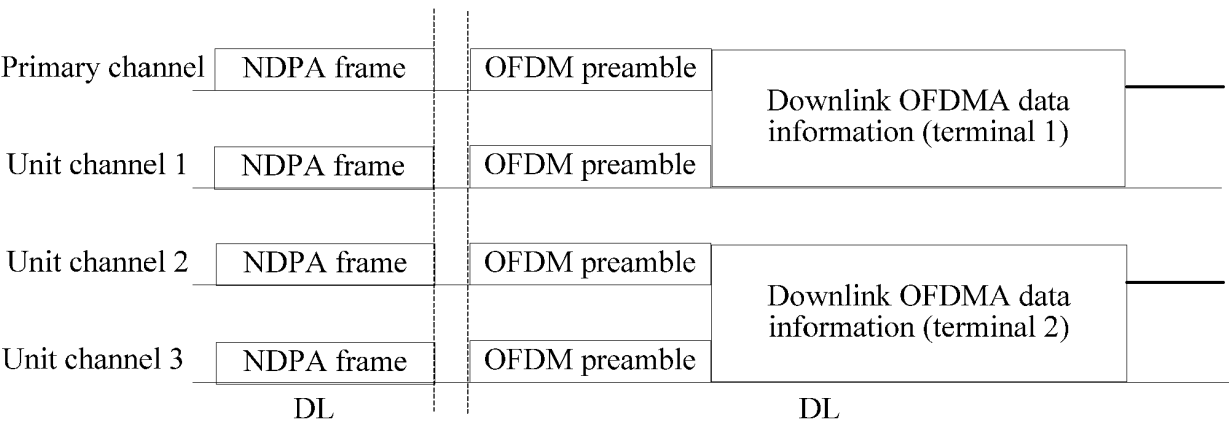 Primary channel NDPA frame OFDM preamble
Downlink OFDMA data
information (terminal 1)
Unit channel 1 NDPA frame OFDM preamble
Unit channel 2 NDPA frame OFDM preamble
Downlink OFDMA data
information (terminal 2)
Unit channel 3 NDPA frame OFDM preamble
DL DL